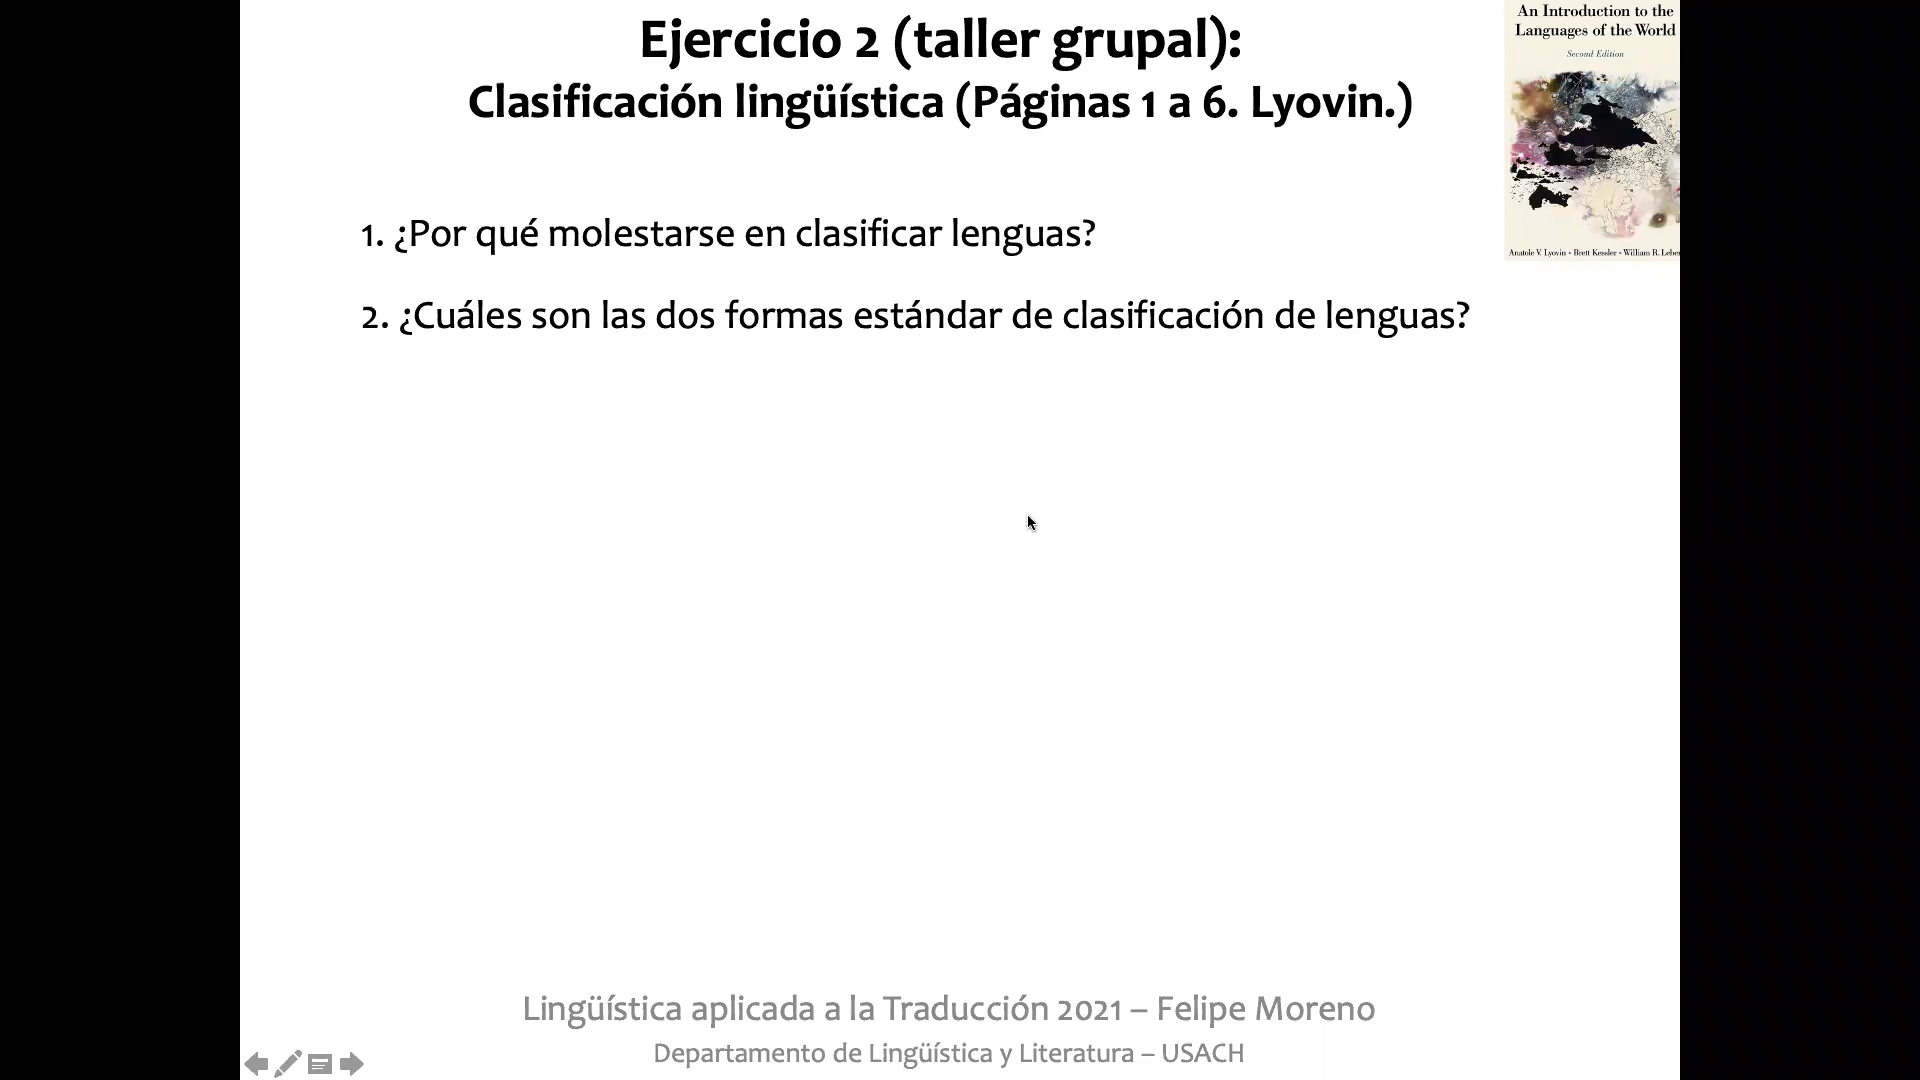 Ejercicio 2 (taller grupal):
Clasificación lingüística (Páginas 1 a 6. Lyovin.)
An Introduction to the
Languages of the World
Second Edition
1. ¿Por qué molestarse en clasificar lenguas?
Anatole V. Lyovin • Brett Kessler • William R. Leben
2. ¿Cuáles son las dos formas estándar de clasificación de lenguas?
Lingüística aplicada a la Traducción 2021 – Felipe Moreno
Departamento de Lingüística y Literatura – USACH